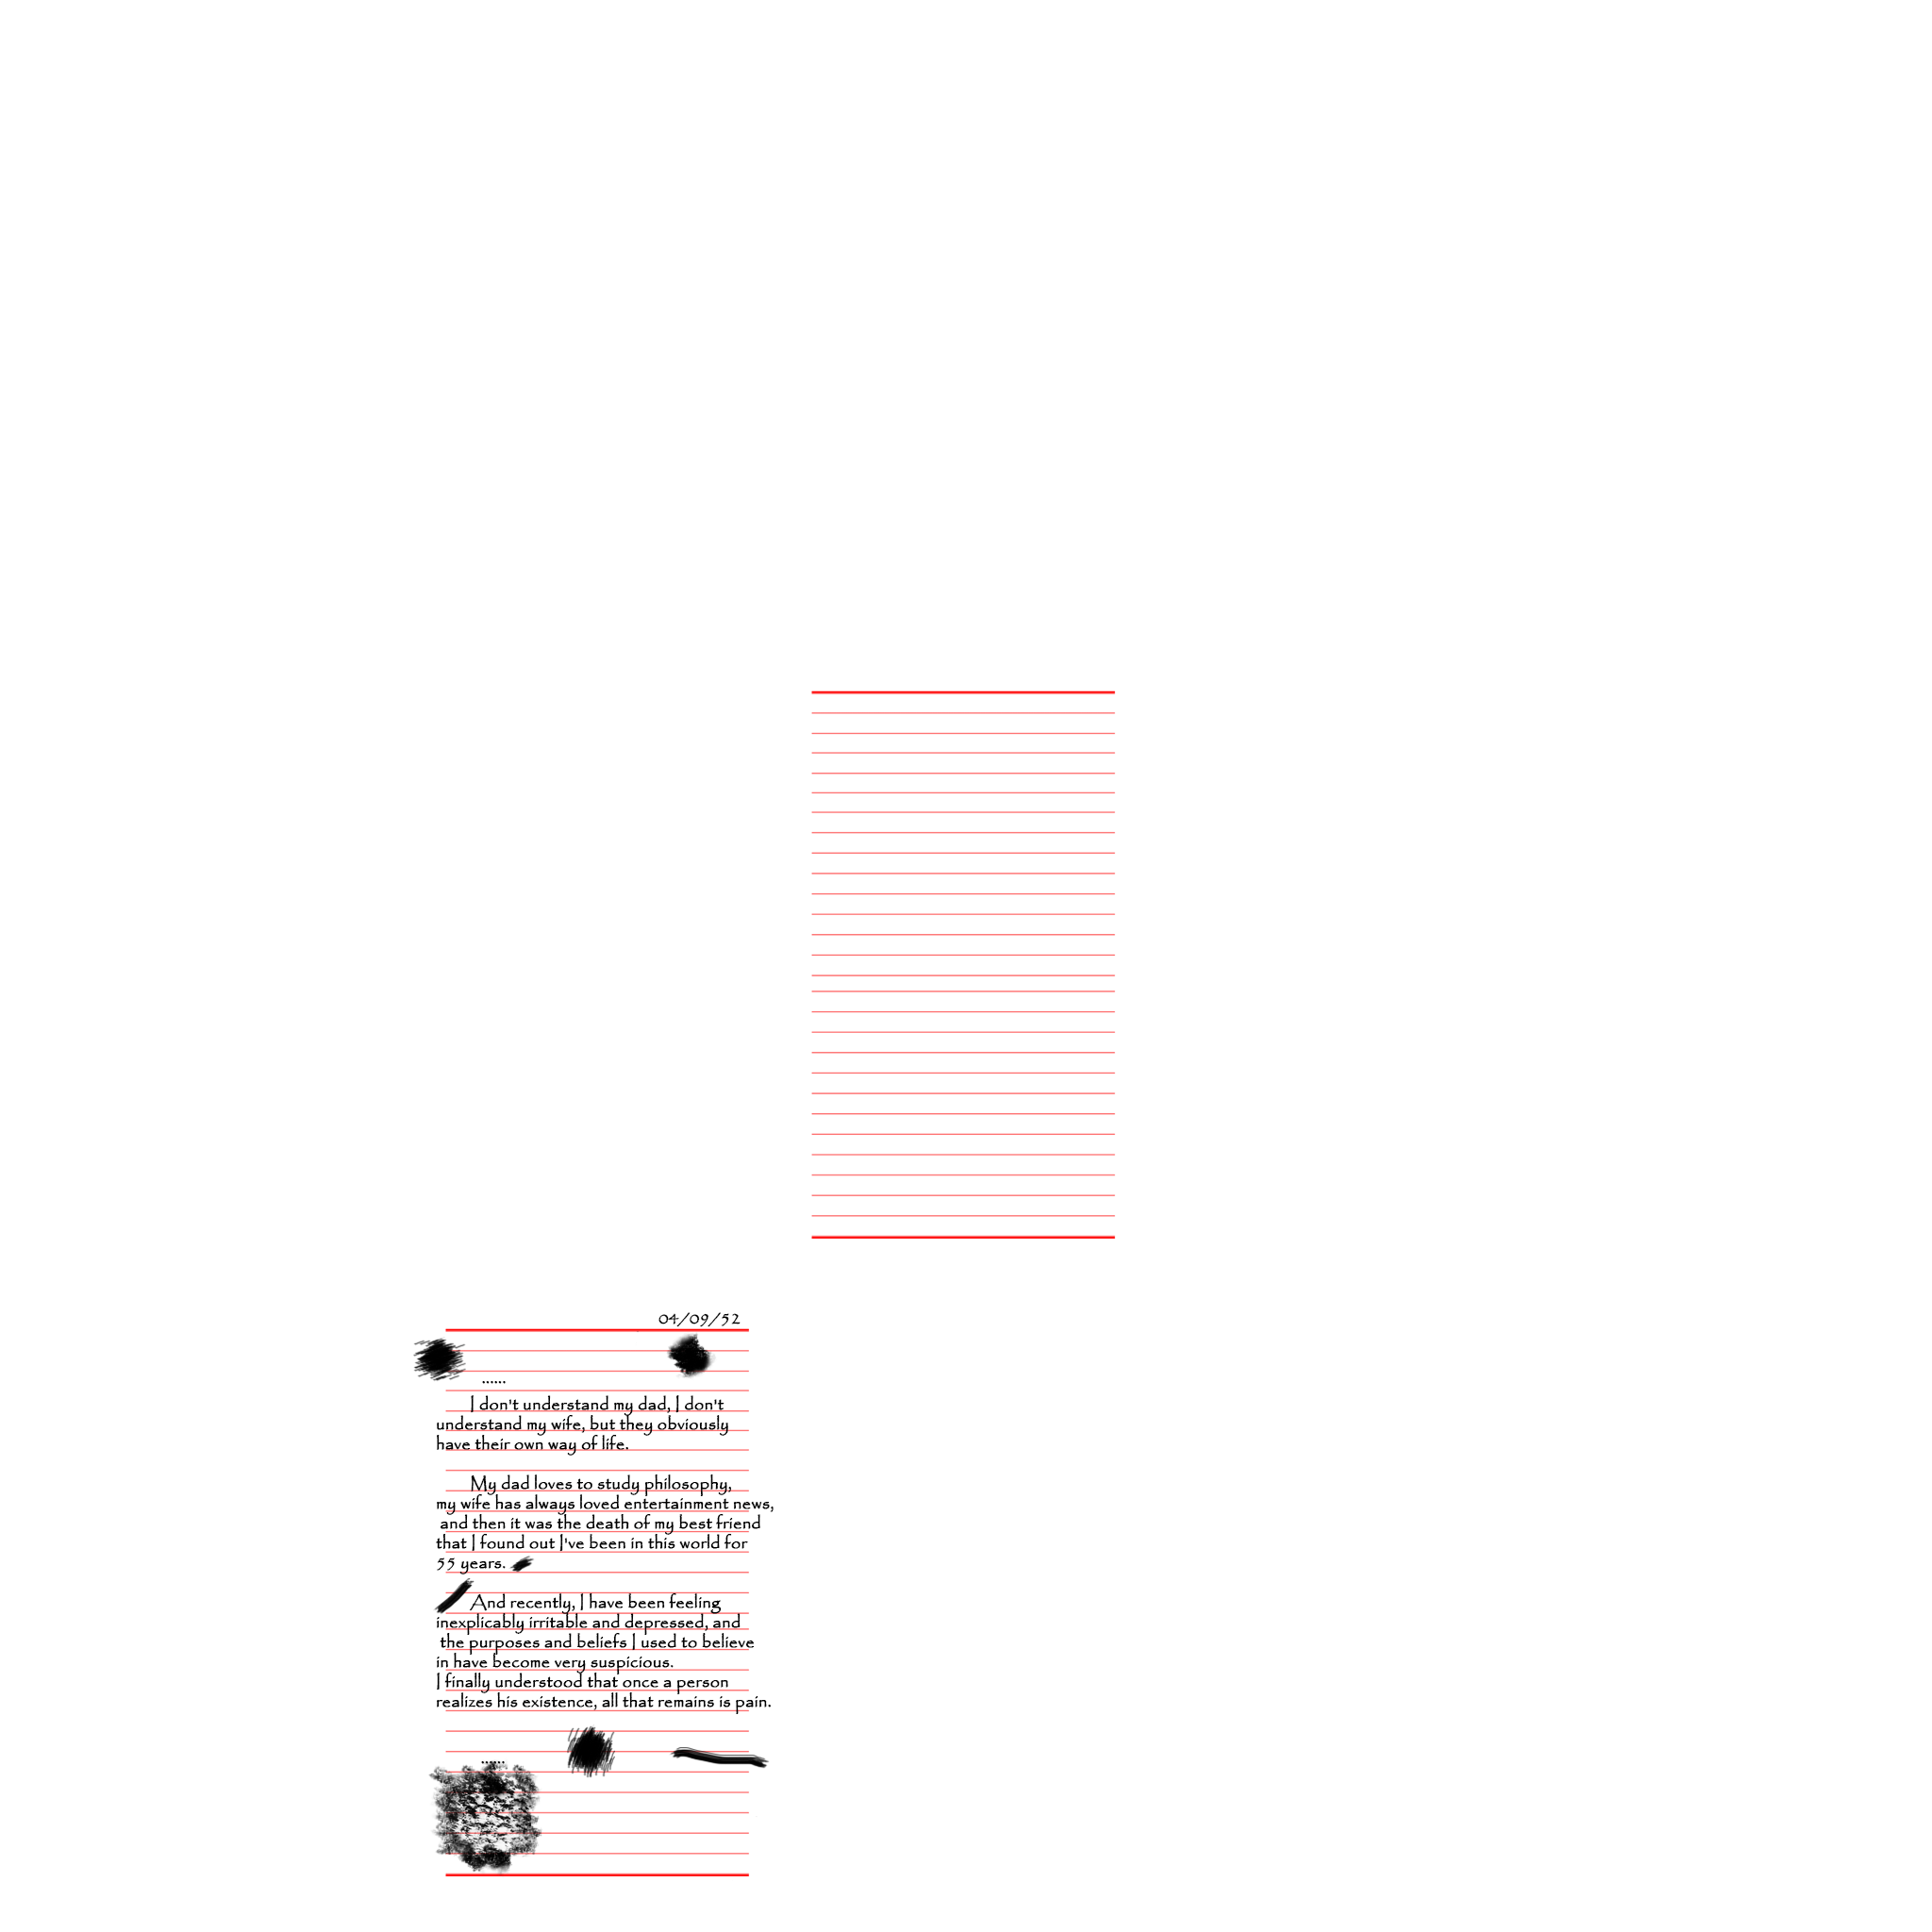 04/09/52
......
I don't understand my dad, I don't
understand my wife, but they obviously
have their own way of life.
My dad loves to study philosophy,
my wife has always loved entertainment news,
and then it was the death of my best friend
that I found out I've been in this world for
55 years.
And recently, I have been feeling
inexplicably irritable and depressed, and
the purposes and beliefs I used to believe
in have become very suspicious.
I finally understood that once a person
realizes his existence, all that remains is pain.
......